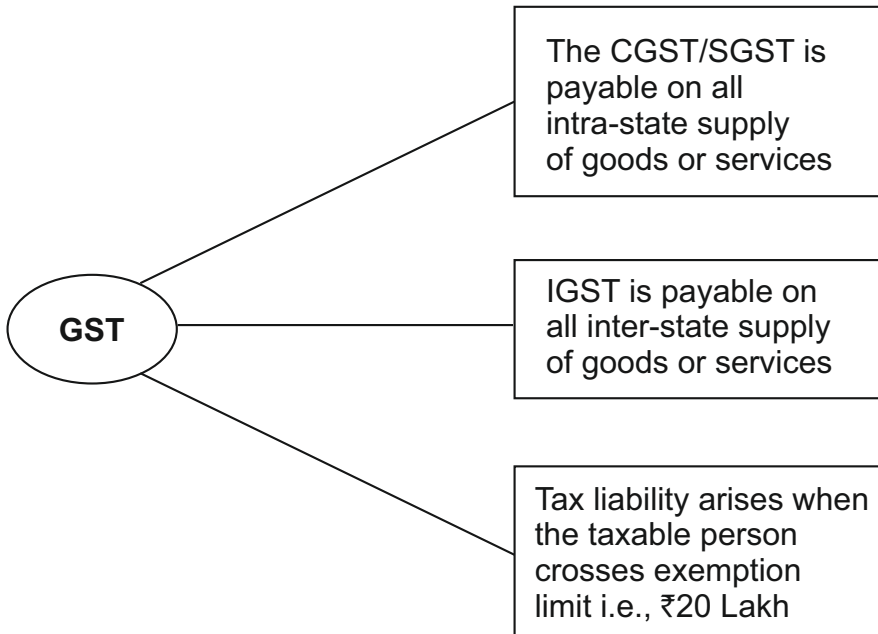 The CGST/SGST is
payable on all
intra-state supply
of goods or services
GST
IGST is payable on
all inter-state supply
of goods or services
Tax liability arises when
the taxable person
crosses exemption
limit i.e., ₹20 Lakh